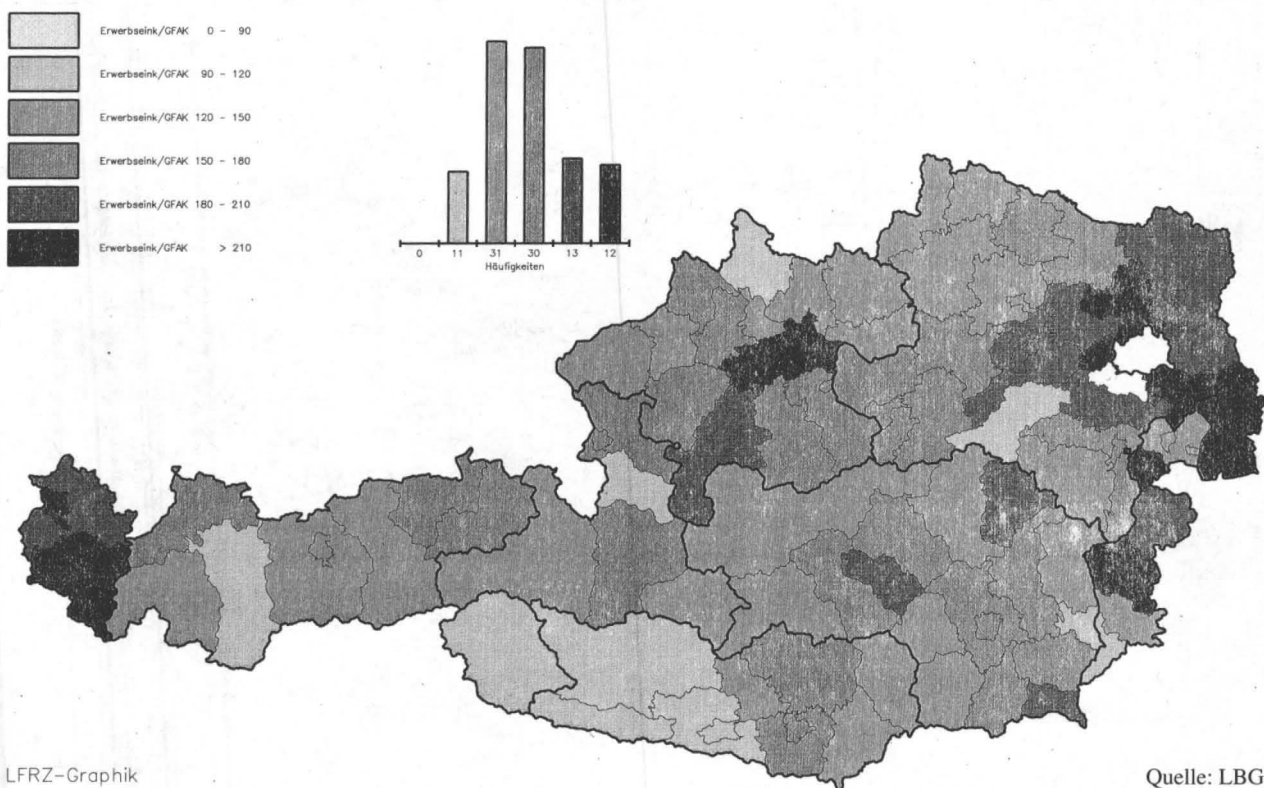 Erwerbseink/GFAK 0 - 90
Erwerbseink/GFAK 90 - 120
Erwerbseink/GFAK 120 - 150
Erwerbseink/GFAK 150 - 180
Erwerbseink/GFAK 180 - 210
Erwerbseink/GFAK > 210
0 11 31 30 13 12
Häufigkeiten
LFRZ-Graphik
Quelle: LBG